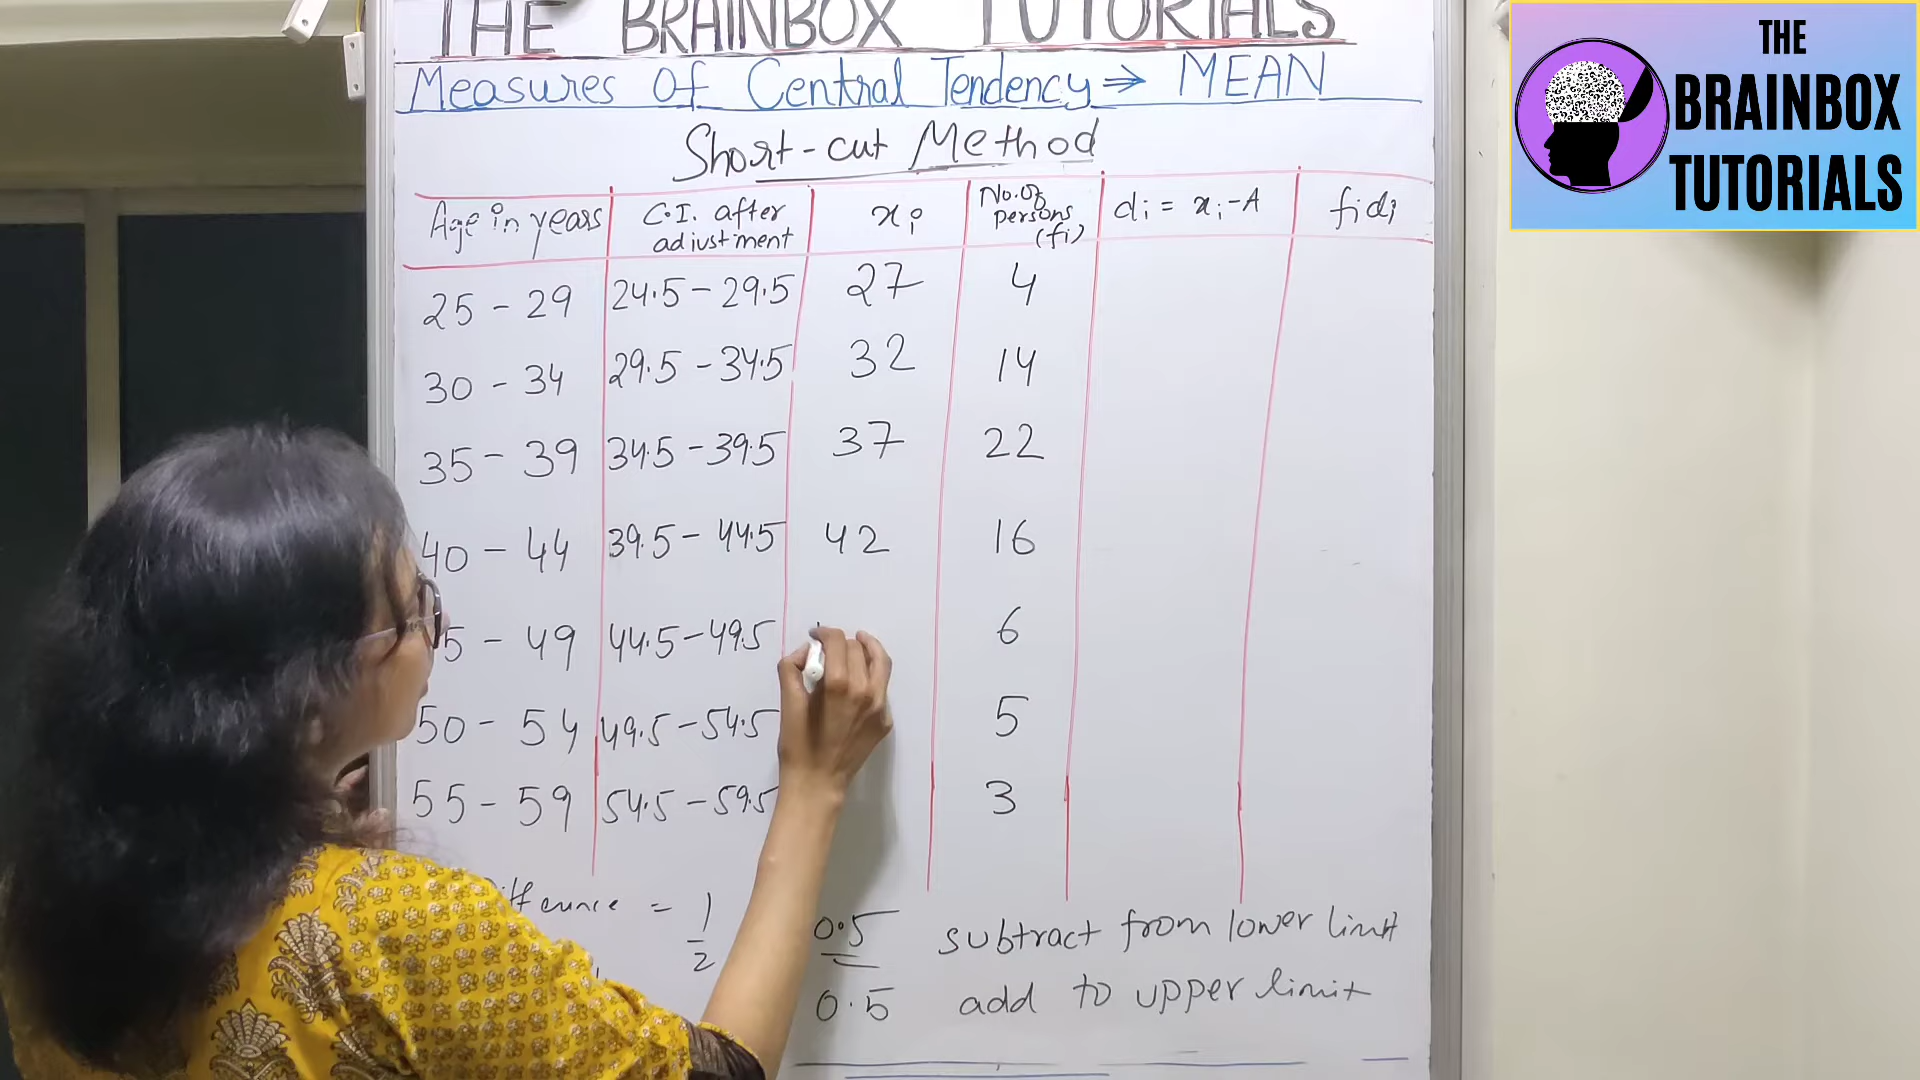 THE BRAINBOX TUTORIALS
Measures Of Central Tendency ⇒ MEAN
Short-cut Method
Age in years C.I. after adjustment xi No. Of persons (fi) di = xi - A fidi
25 - 29 24.5 - 29.5 27 4
30 - 34 29.5 - 34.5 32 14
35 - 39 34.5 - 39.5 37 22
40 - 44 39.5 - 44.5 42 16
5 - 49 44.5 - 49.5 6
50 - 54 49.5 - 54.5 5
55 - 59 54.5 - 59.5 3
= 1/2
0.5 subtract from lower limit
0.5 add to upper limit
THE
BRAINBOX
TUTORIALS